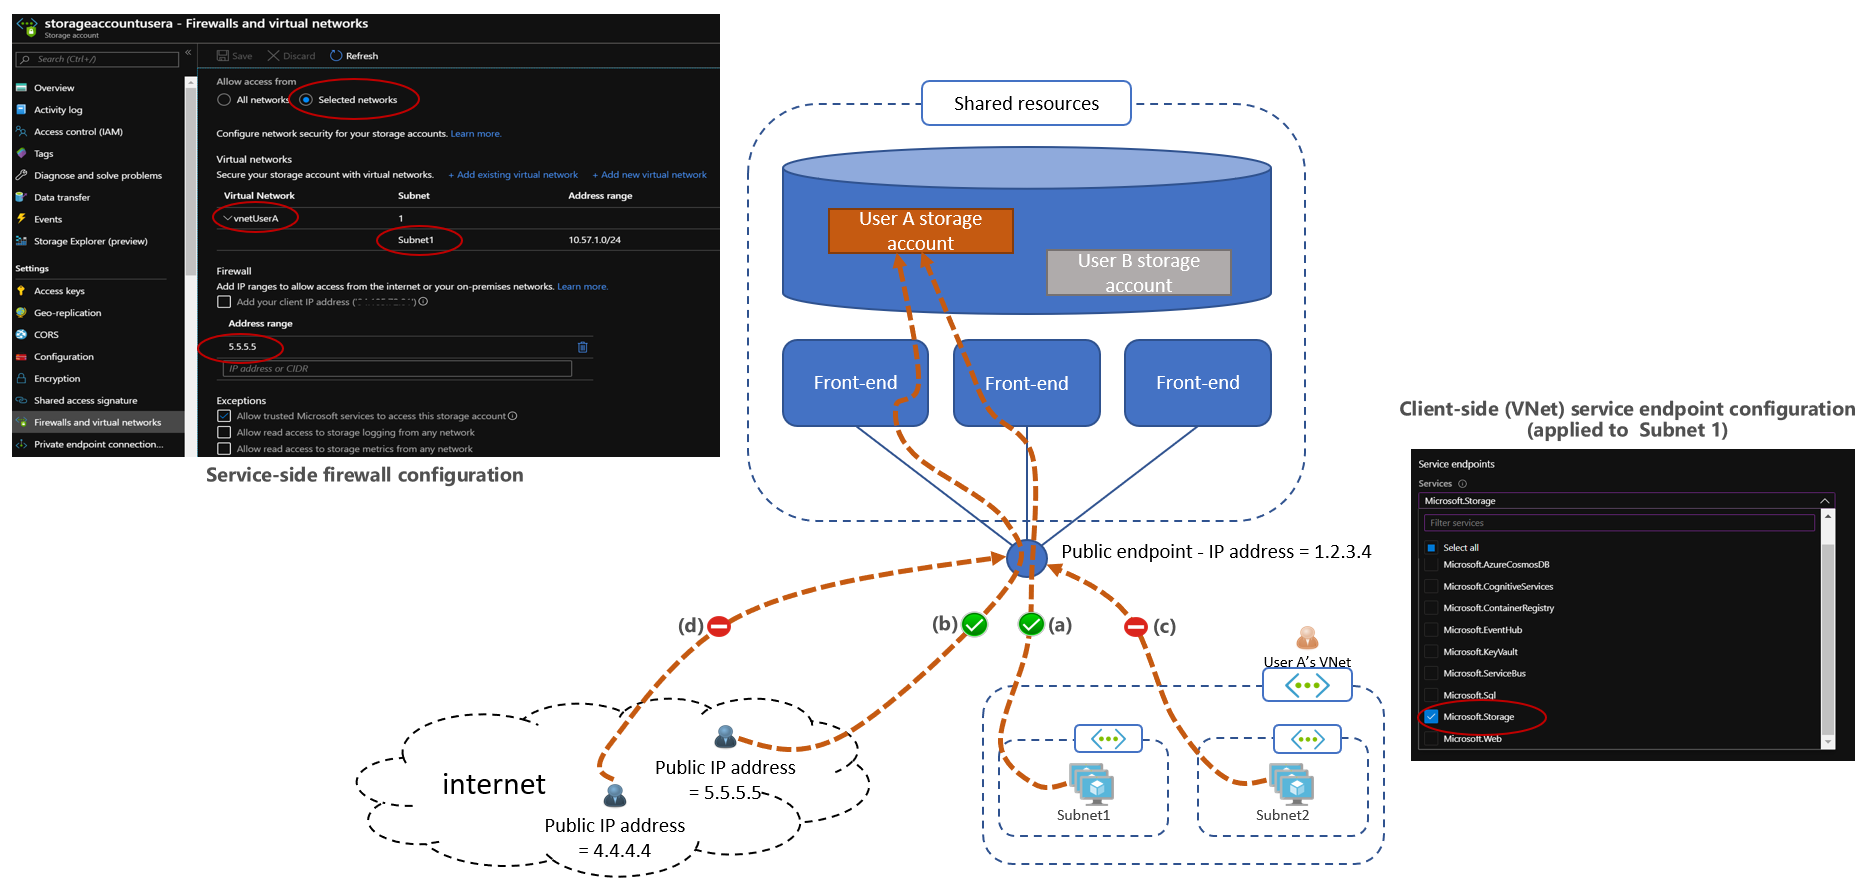 storageaccountusera - Firewalls and virtual networks
Storage account
Search (Ctrl+/)
«
Overview
Activity log
Access control (IAM)
Tags
Diagnose and solve problems
Data transfer
Events
Storage Explorer (preview)
Settings
Access keys
Geo-replication
CORS
Configuration
Encryption
Shared access signature
Firewalls and virtual networks
Private endpoint connection...
Save Discard Refresh
Allow access from
All networks Selected networks
Configure network security for your storage accounts. Learn more.
Virtual networks
Secure your storage account with virtual networks. + Add existing virtual network + Add new virtual network
Virtual Network Subnet Address range
vnetUserA 1
Subnet1 10.57.1.0/24
Firewall
Add IP ranges to allow access from the internet or your on-premises networks. Learn more.
Add your client IP address (
Address range
5.5.5.5
IP address or CIDR
Exceptions
Allow trusted Microsoft services to access this storage account
Allow read access to storage logging from any network
Allow read access to storage metrics from any network
Service-side firewall configuration
Shared resources
User A storage
account
User B storage
account
Front-end
Front-end
Front-end
Public endpoint - IP address = 1.2.3.4
(d)
(b)
(a)
(c)
internet
Public IP address
= 5.5.5.5
Public IP address
= 4.4.4.4
User A's VNet
Subnet1
Subnet2
Client-side (VNet) service endpoint configuration
(applied to Subnet 1)
Service endpoints
Services
Microsoft.Storage
Filter services
Select all
Microsoft.AzureCosmosDB
Microsoft.CognitiveServices
Microsoft.ContainerRegistry
Microsoft.EventHub
Microsoft.KeyVault
Microsoft.ServiceBus
Microsoft.Sql
Microsoft.Storage
Microsoft.Web